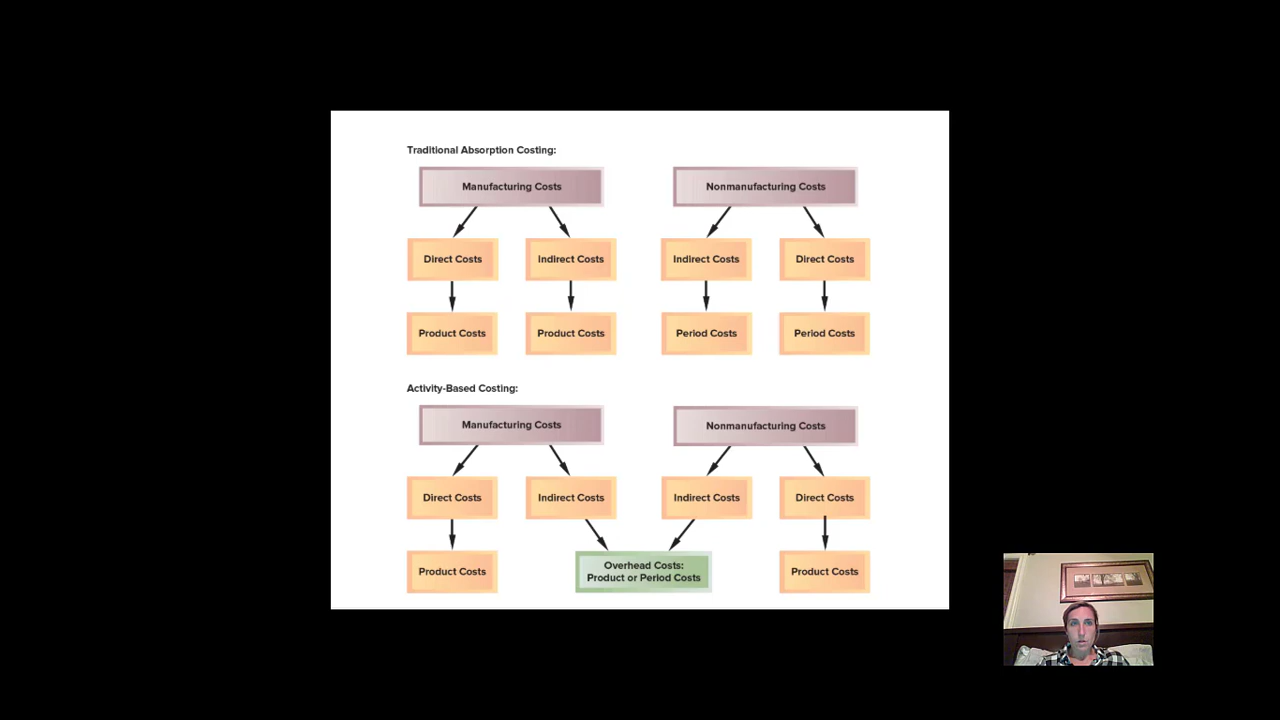 Traditional Absorption Costing:
Manufacturing Costs
Nonmanufacturing Costs
Direct Costs
Indirect Costs
Indirect Costs
Direct Costs
Product Costs
Product Costs
Period Costs
Period Costs
Activity-Based Costing:
Manufacturing Costs
Nonmanufacturing Costs
Direct Costs
Indirect Costs
Indirect Costs
Direct Costs
Product Costs
Overhead Costs:
Product or Period Costs
Product Costs